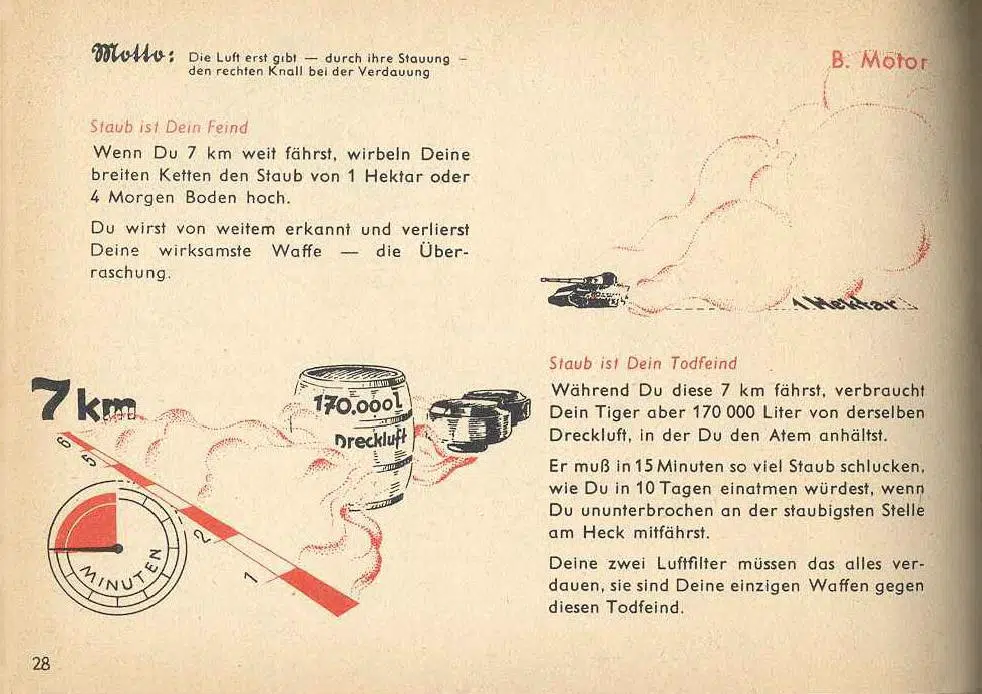 Motto: Die Luft erst gibt — durch ihre Stauung –
den rechten Knall bei der Verdauung
B. Motor
Staub ist Dein Feind
Wenn Du 7 km weit fährst, wirbeln Deine
breiten Ketten den Staub von 1 Hektar oder
4 Morgen Boden hoch.
Du wirst von weitem erkannt und verlierst
Deine wirksamste Waffe — die Über-
raschung.
1 Hektar
7 km
170.000 l
Dreckluft
6
5
2
1
MINUTEN
Staub ist Dein Todfeind
Während Du diese 7 km fährst, verbraucht
Dein Tiger aber 170 000 Liter von derselben
Dreckluft, in der Du den Atem anhältst.
Er muß in 15 Minuten so viel Staub schlucken,
wie Du in 10 Tagen einatmen würdest, wenn
Du ununterbrochen an der staubigsten Stelle
am Heck mitfährst.
Deine zwei Luftfilter müssen das alles ver-
dauen, sie sind Deine einzigen Waffen gegen
diesen Todfeind.
28